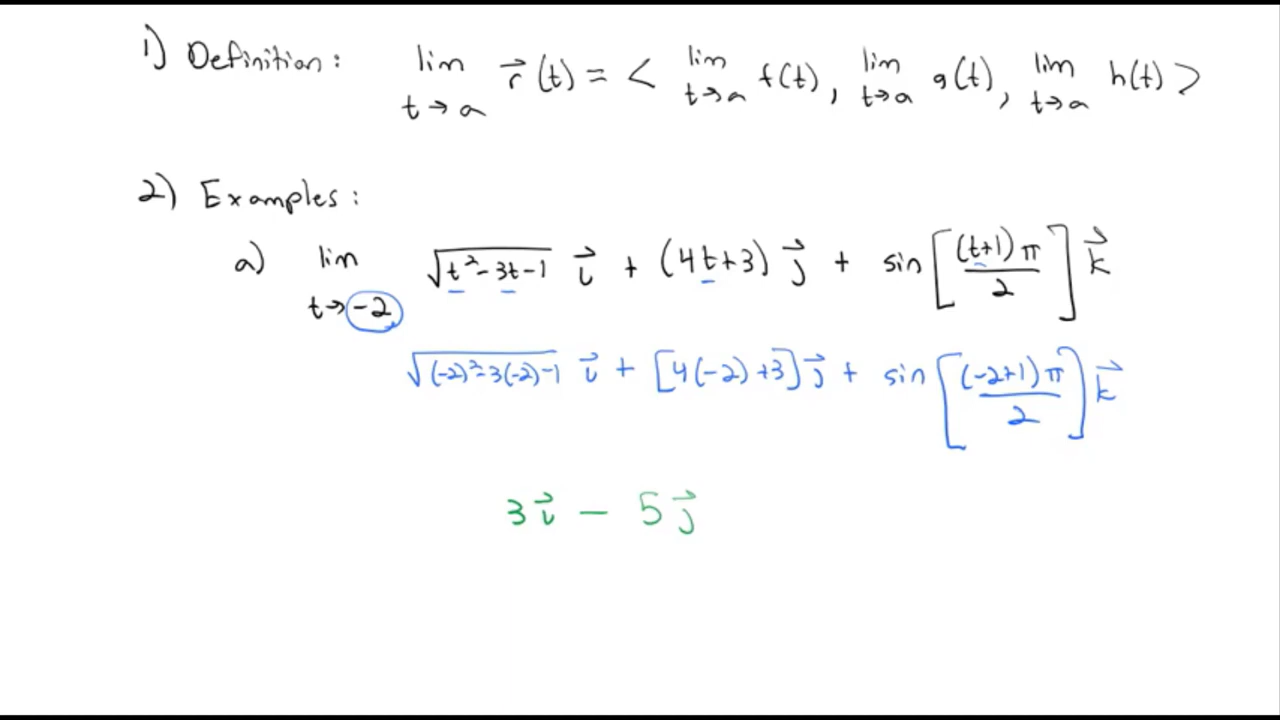 1) Definition: lim t→a r⃗(t) = < lim t→a f(t), lim t→a g(t), lim t→a h(t) >
2) Examples:
a) lim t→-2 √(t²-3t-1) i⃗ + (4t+3) j⃗ + sin[(t+1)π/2] k⃗
√((-2)²-3(-2)-1) i⃗ + [4(-2)+3] j⃗ + sin[(-2+1)π/2] k⃗
3i⃗ - 5j⃗